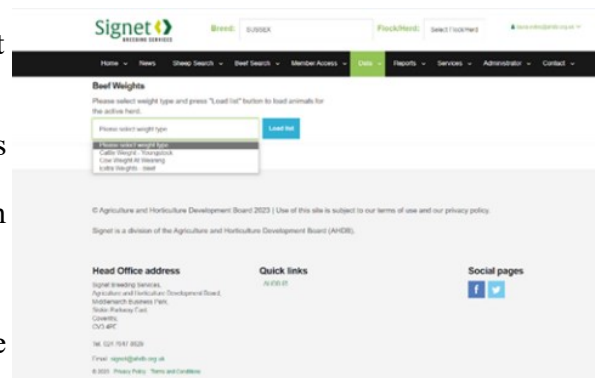 Signet
BREEDING SERVICES
Breed: SUSSEX
Flock/Herd: Select Flock/Herd
Home News Sheep Search Beef Search Member Access Data Reports Services Administrator Contact
Beef Weights
Please select weight type and press "Load list" button to load animals for
the active herd.
Please select weight type
Load list
Please select weight type
Cattle Weight - Youngstock
Cow Weight At Weaning
Extra Weights - Beef
© Agriculture and Horticulture Development Board 2023 | Use of this site is subject to our terms of use and our privacy policy.
Signet is a division of the Agriculture and Horticulture Development Board (AHDB).
Head Office address
Signet Breeding Services,
Agriculture and Horticulture Development Board,
Middlemarch Business Park,
Siskin Parkway East,
Coventry,
CV3 4PE
Quick links
AHDB
Social pages
Email: signet@ahdb.org.uk
© 2023 Privacy Policy Terms and Conditions